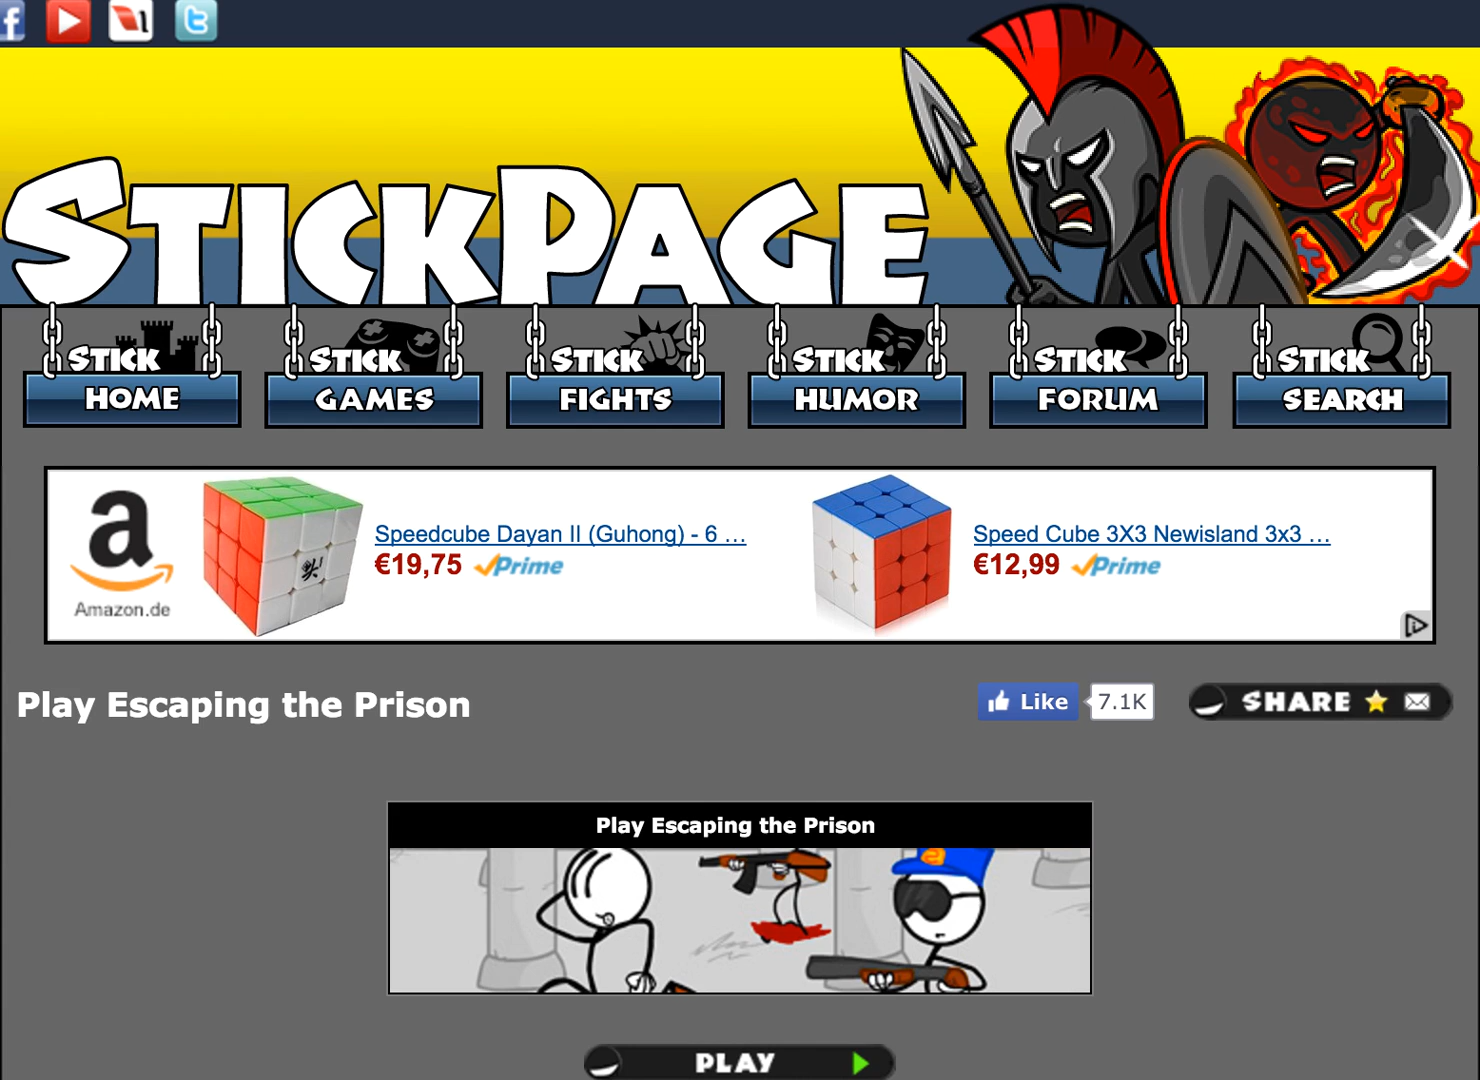 STICKPAGE
STICK HOME
STICK GAMES
STICK FIGHTS
STICK HUMOR
STICK FORUM
STICK SEARCH
a
Amazon.de
Speedcube Dayan II (Guhong) - 6 ...
€19,75 Prime
Speed Cube 3X3 Newisland 3x3 ...
€12,99 Prime
Play Escaping the Prison
Like
7.1K
SHARE
Play Escaping the Prison
PLAY